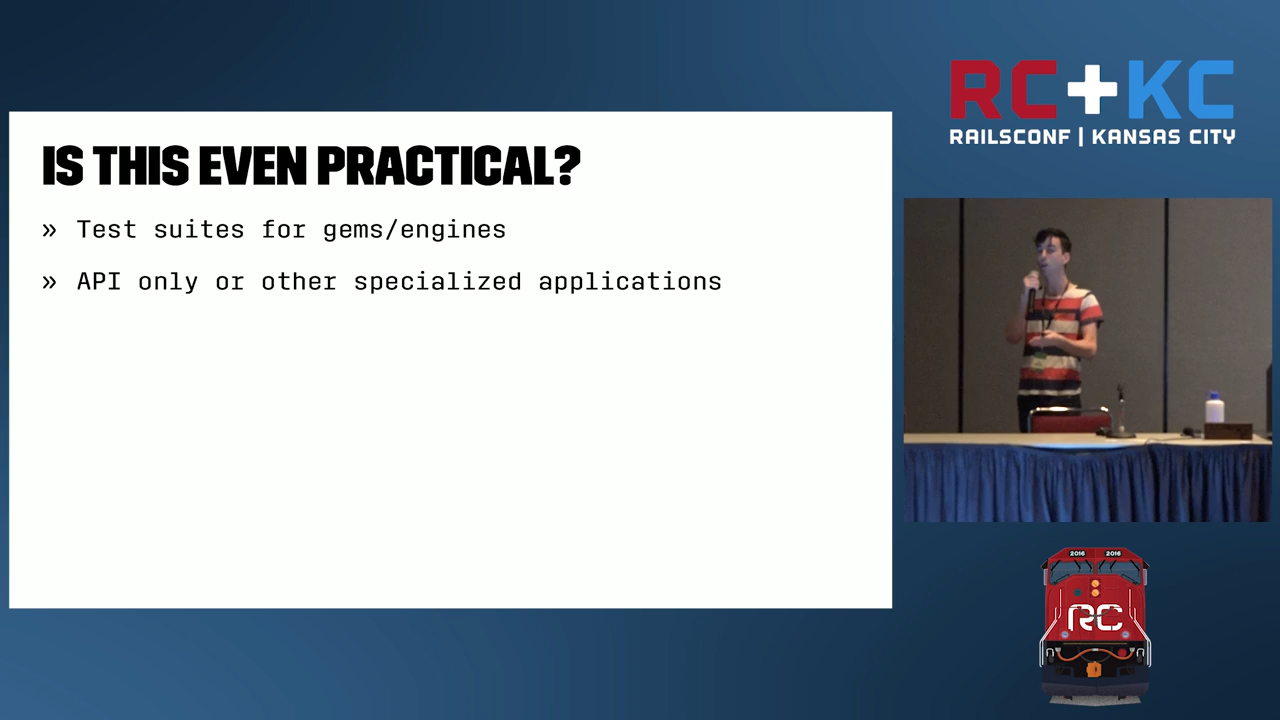 RC+KC
RAILSCONF | KANSAS CITY
IS THIS EVEN PRACTICAL?
» Test suites for gems/engines
» API only or other specialized applications
2016 2016
RC